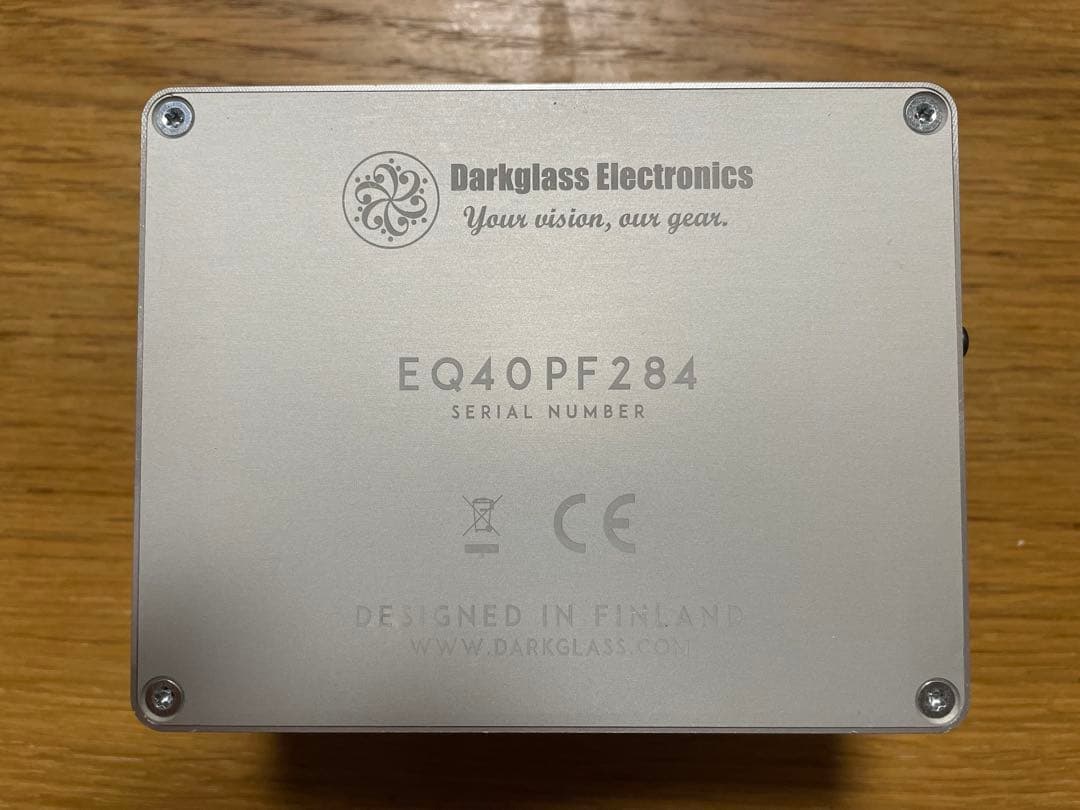 Darkglass Electronics
Your vision, our gear.
EQ40PF284
SERIAL NUMBER
CE
DESIGNED IN FINLAND
WWW.DARKGLASS.COM